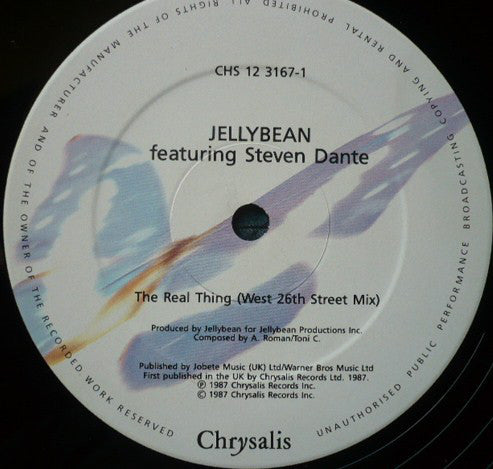 CHS 12 3167-1
JELLYBEAN
featuring Steven Dante
The Real Thing (West 26th Street Mix)
Produced by Jellybean for Jellybean Productions Inc.
Composed by A. Roman/Toni C.
Published by Jobete Music (UK) Ltd/Warner Bros Music Ltd
First published in the UK by Chrysalis Records Ltd. 1987.
℗ 1987 Chrysalis Records Inc.
© 1987 Chrysalis Records Inc.
Chrysalis
ALL RIGHTS OF THE MANUFACTURER AND OF THE OWNER OF THE RECORDED WORK RESERVED
UNAUTHORISED PUBLIC PERFORMANCE BROADCASTING COPYING AND RENTAL PROHIBITED